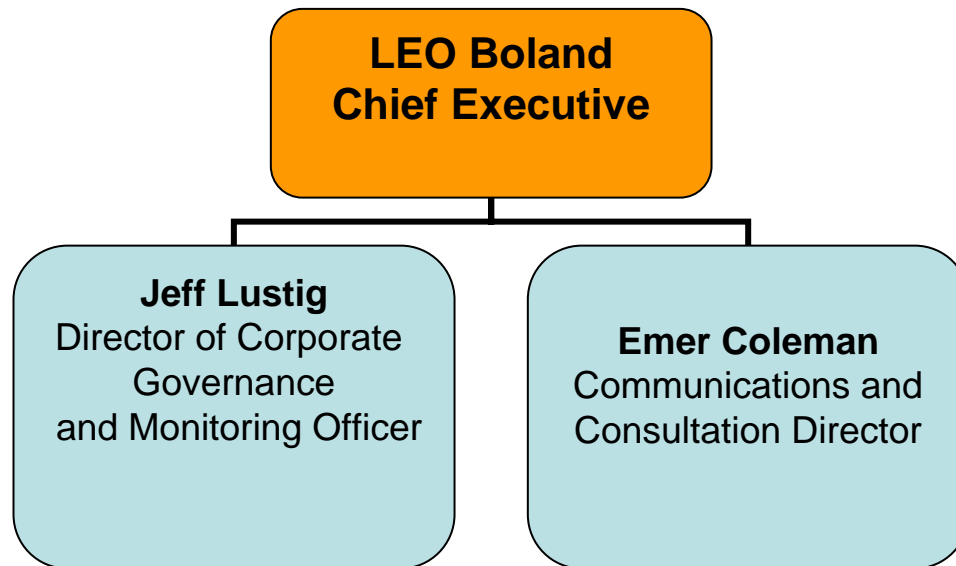 LEO Boland
Chief Executive
Jeff Lustig
Director of Corporate
Governance
and Monitoring Officer
Emer Coleman
Communications and
Consultation Director